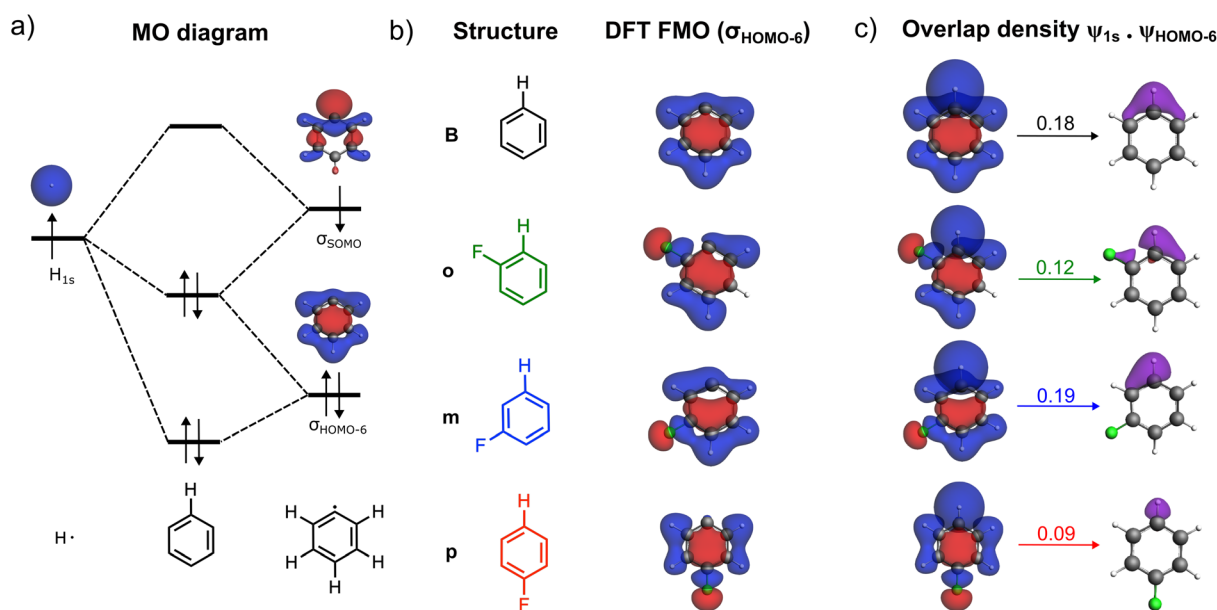 a) MO diagram
b) Structure DFT FMO (σHOMO-6)
c) Overlap density ψ1s . ψHOMO-6
H1s
σSOMO
σHOMO-6
H ·
H
H
H
H
H
H
B
H
0.18
o
F
H
0.12
m
F
H
0.19
p
H
F
0.09